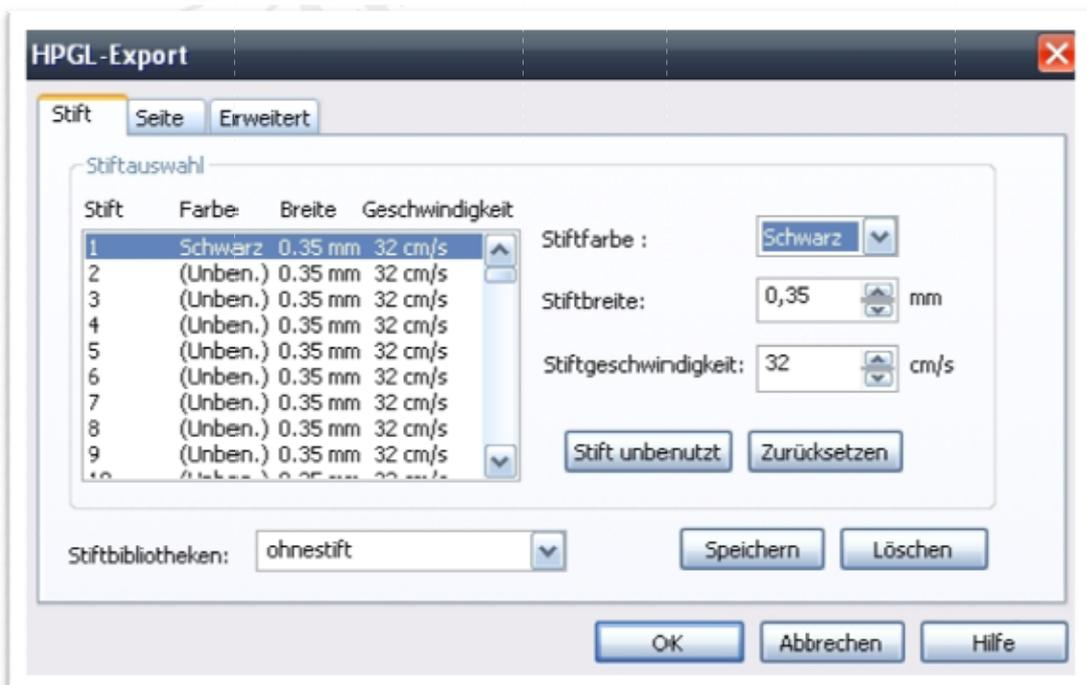 HPGL-Export
Stift Seite Erweitert
Stiftauswahl
Stift Farbe Breite Geschwindigkeit
1 Schwarz 0.35 mm 32 cm/s
2 (Unben.) 0.35 mm 32 cm/s
3 (Unben.) 0.35 mm 32 cm/s
4 (Unben.) 0.35 mm 32 cm/s
5 (Unben.) 0.35 mm 32 cm/s
6 (Unben.) 0.35 mm 32 cm/s
7 (Unben.) 0.35 mm 32 cm/s
8 (Unben.) 0.35 mm 32 cm/s
9 (Unben.) 0.35 mm 32 cm/s
Stiftfarbe : Schwarz
Stiftbreite: 0,35 mm
Stiftgeschwindigkeit: 32 cm/s
Stift unbenutzt Zurücksetzen
Stiftbibliotheken: ohnestift Speichern Löschen
OK Abbrechen Hilfe